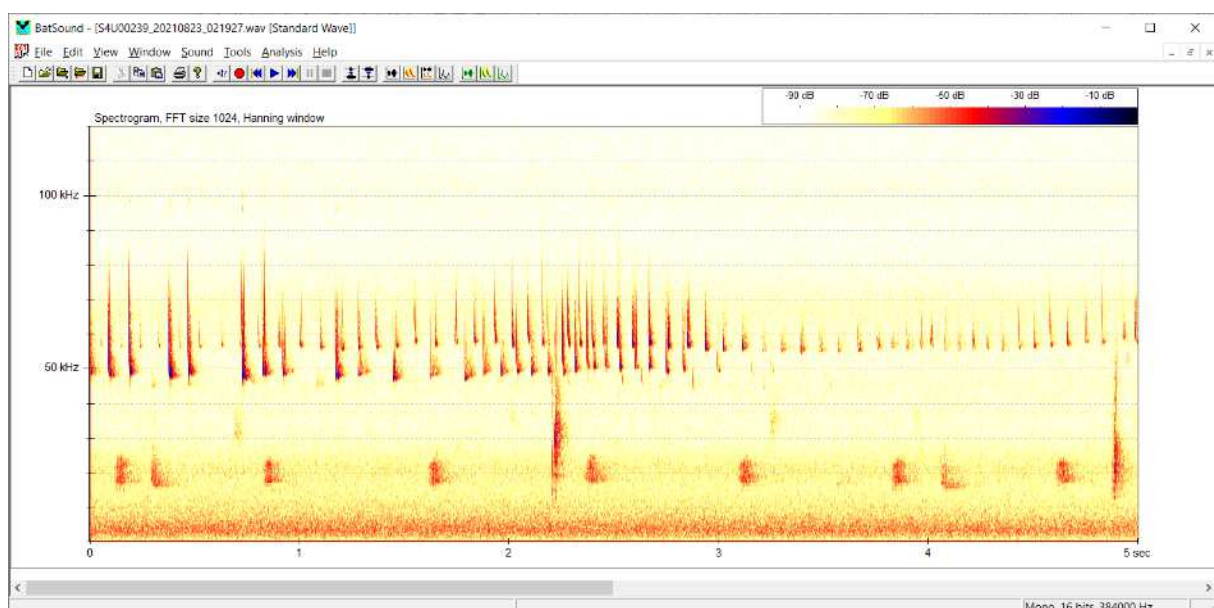 BatSound - [S4U00239_20210823_021927.wav [Standard Wave]]
File Edit View Window Sound Tools Analysis Help
-90 dB -70 dB -50 dB -30 dB -10 dB
Spectrogram, FFT size 1024, Hanning window
100 kHz
50 kHz
0 1 2 3 4 5 sec
Mono, 16 bits, 384000 Hz